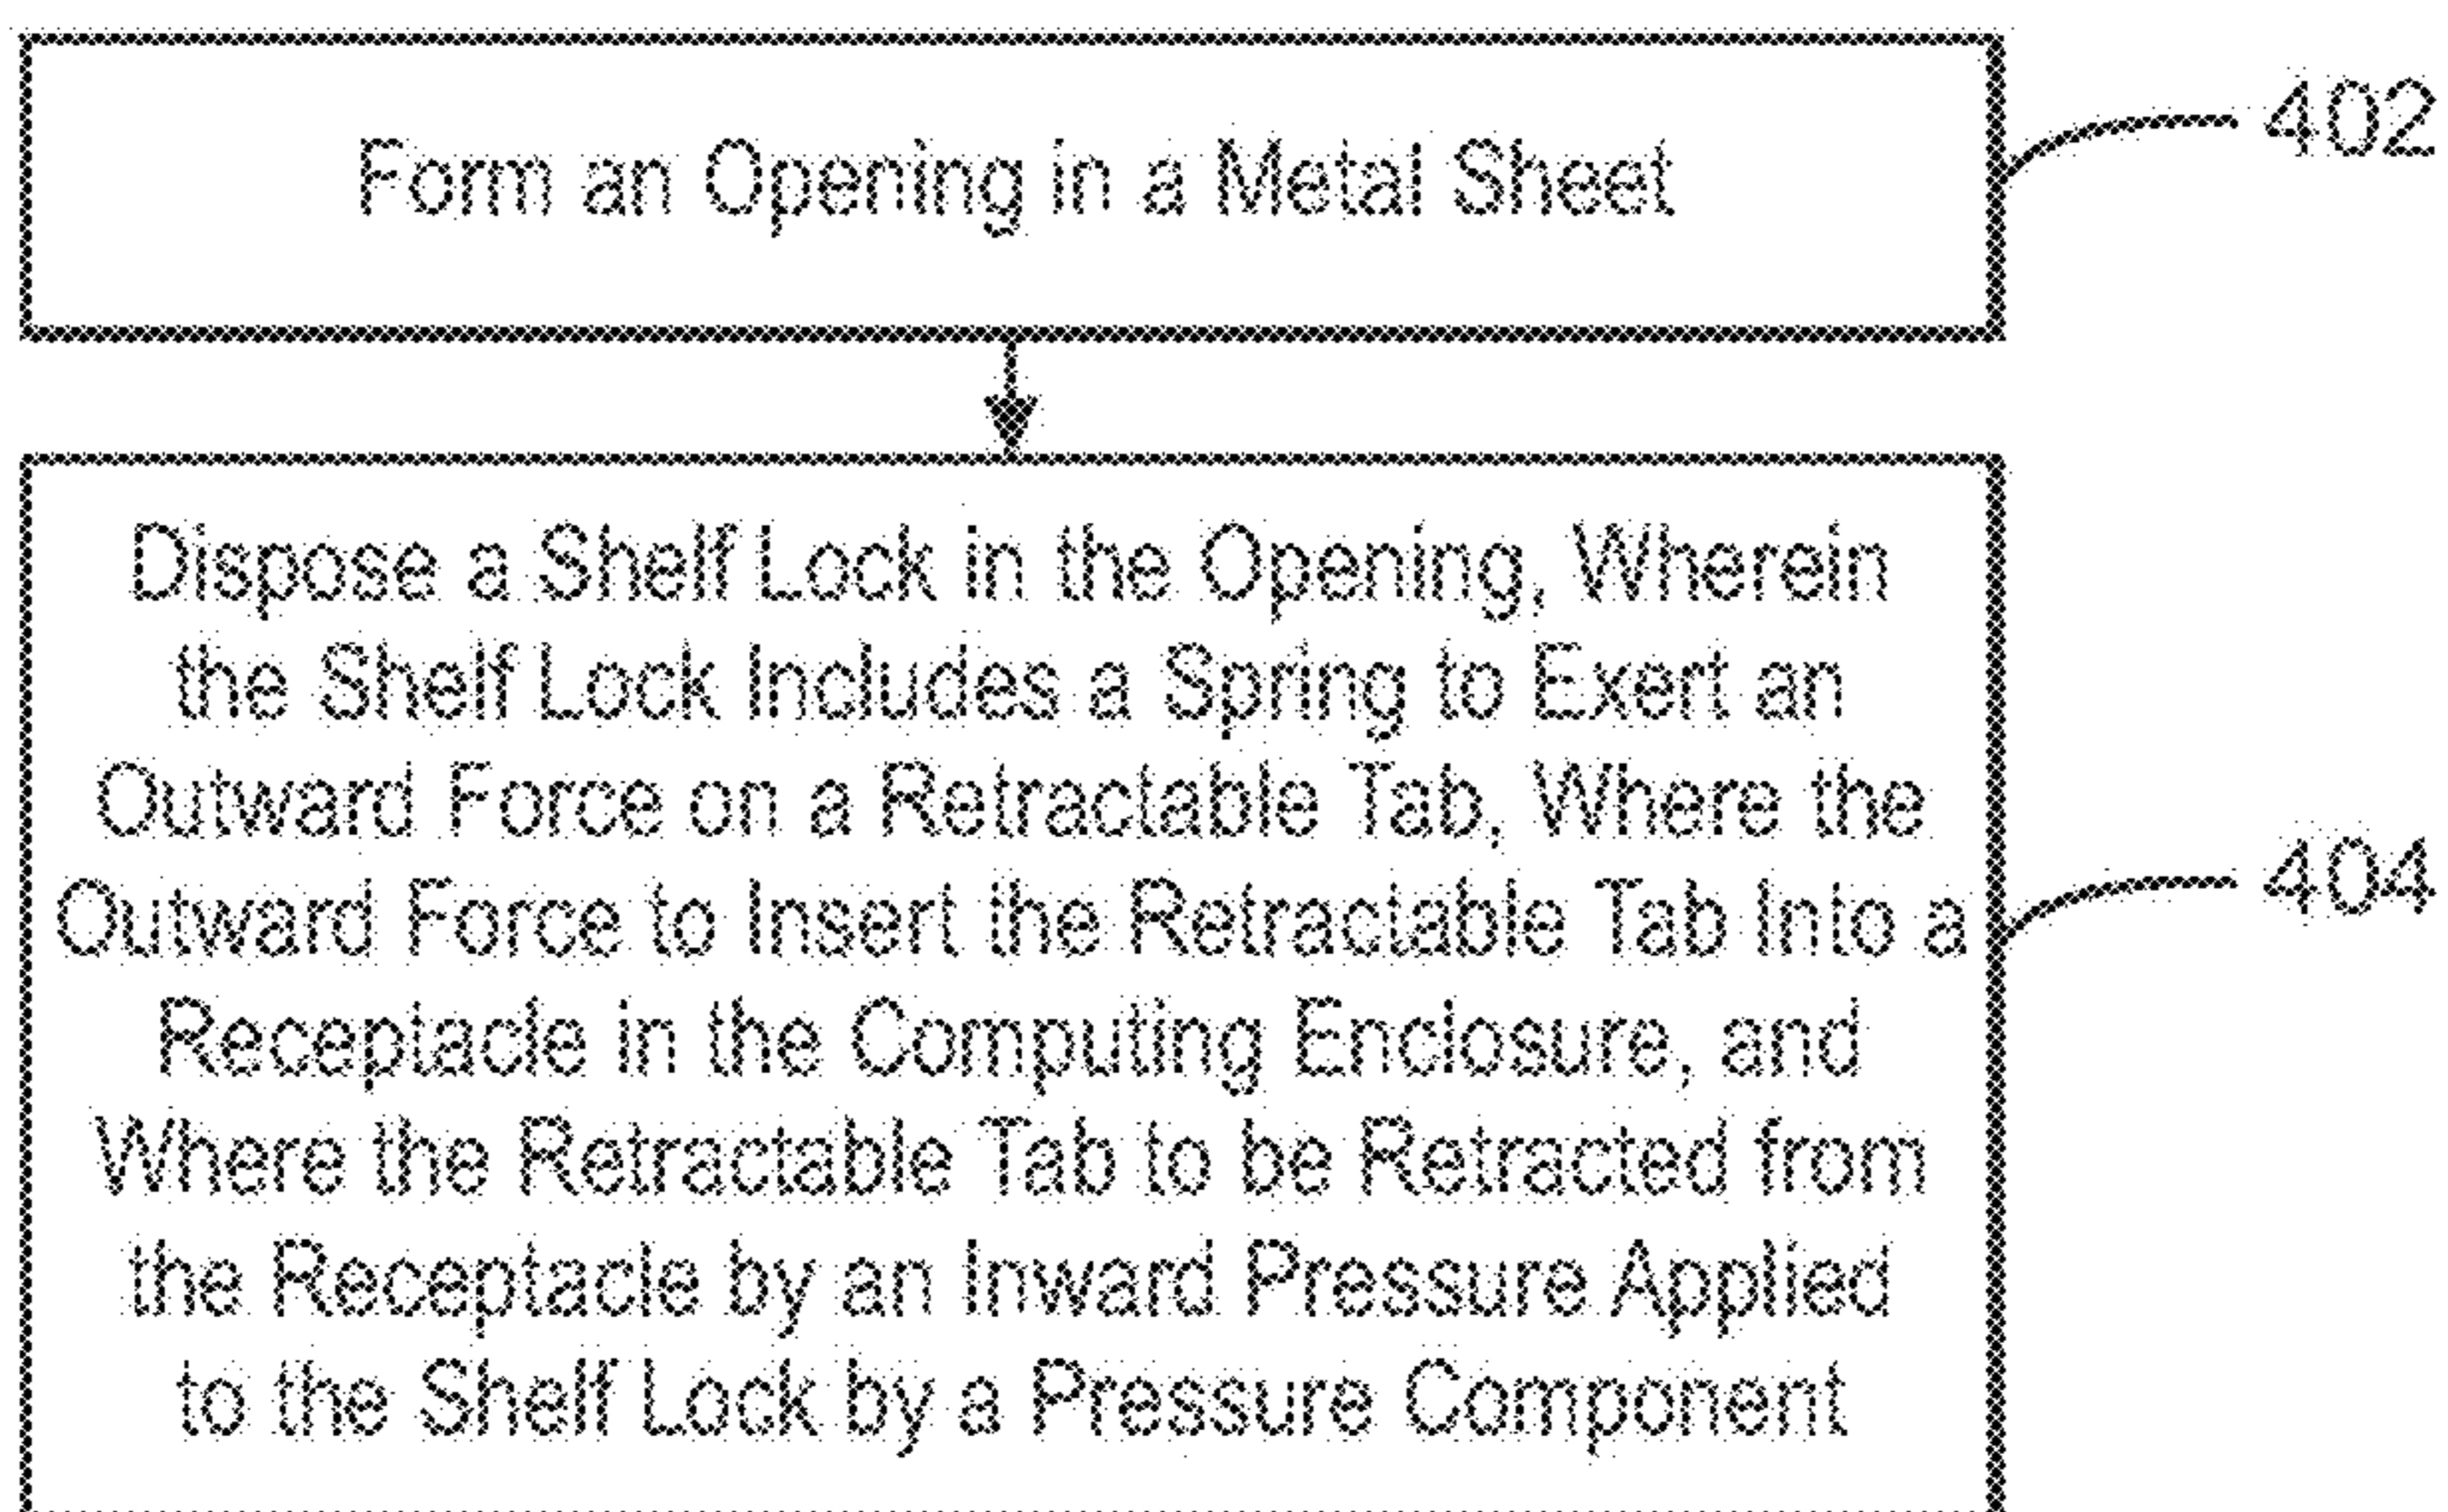 Form an Opening in a Metal Sheet
402
Dispose a Shelf Lock in the Opening, Wherein
the Shelf Lock Includes a Spring to Exert an
Outward Force on a Retractable Tab, Where the
Outward Force to Insert the Retractable Tab Into a
Receptacle in the Computing Enclosure, and
Where the Retractable Tab to be Retracted from
the Receptacle by an Inward Pressure Applied
to the Shelf Lock by a Pressure Component
404